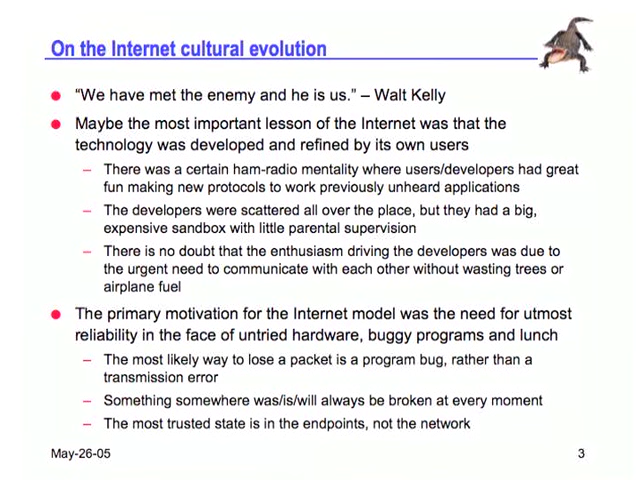 On the Internet cultural evolution
“We have met the enemy and he is us.” – Walt Kelly
Maybe the most important lesson of the Internet was that the
technology was developed and refined by its own users
– There was a certain ham-radio mentality where users/developers had great
fun making new protocols to work previously unheard applications
– The developers were scattered all over the place, but they had a big,
expensive sandbox with little parental supervision
– There is no doubt that the enthusiasm driving the developers was due to
the urgent need to communicate with each other without wasting trees or
airplane fuel
The primary motivation for the Internet model was the need for utmost
reliability in the face of untried hardware, buggy programs and lunch
– The most likely way to lose a packet is a program bug, rather than a
transmission error
– Something somewhere was/is/will always be broken at every moment
– The most trusted state is in the endpoints, not the network
May-26-05
3